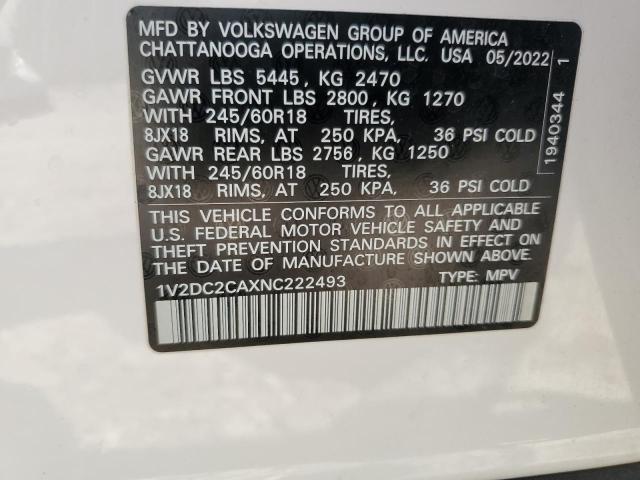 MFD BY VOLKSWAGEN GROUP OF AMERICA
CHATTANOOGA OPERATIONS, LLC. USA 05/2022
GVWR LBS 5445, KG 2470
GAWR FRONT LBS 2800, KG 1270
WITH 245/60R18 TIRES,
8JX18 RIMS, AT 250 KPA, 36 PSI COLD
GAWR REAR LBS 2756, KG 1250
WITH 245/60R18 TIRES,
8JX18 RIMS, AT 250 KPA, 36 PSI COLD
THIS VEHICLE CONFORMS TO ALL APPLICABLE
U.S. FEDERAL MOTOR VEHICLE SAFETY AND
THEFT PREVENTION STANDARDS IN EFFECT ON
THE DATE OF MANUFACTURE SHOWN ABOVE.
1V2DC2CAXNC222493 TYPE: MPV
1940344 1